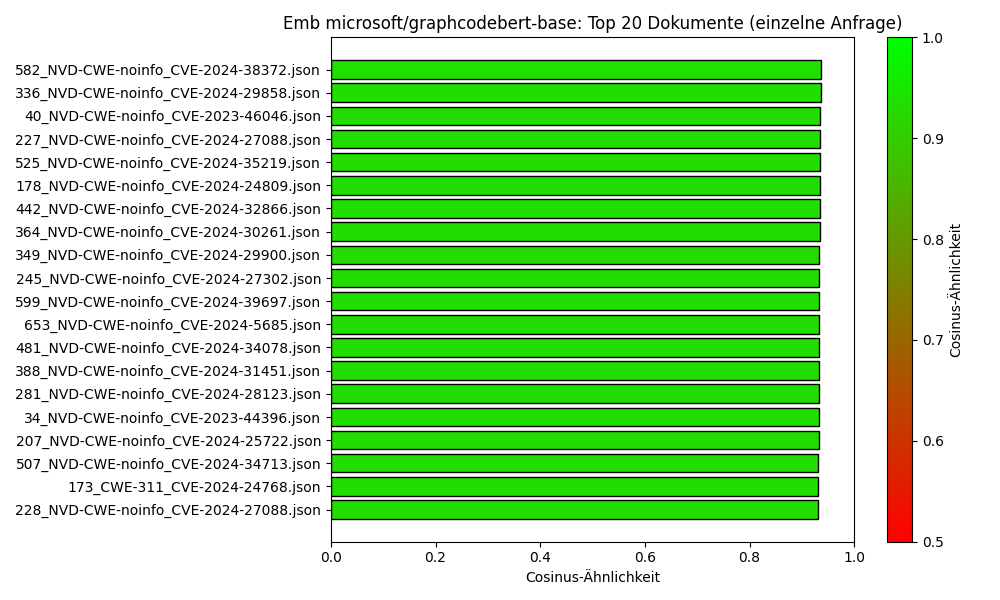 Emb microsoft/graphcodebert-base: Top 20 Dokumente (einzelne Anfrage)
582_NVD-CWE-noinfo_CVE-2024-38372.json
336_NVD-CWE-noinfo_CVE-2024-29858.json
40_NVD-CWE-noinfo_CVE-2023-46046.json
227_NVD-CWE-noinfo_CVE-2024-27088.json
525_NVD-CWE-noinfo_CVE-2024-35219.json
178_NVD-CWE-noinfo_CVE-2024-24809.json
442_NVD-CWE-noinfo_CVE-2024-32866.json
364_NVD-CWE-noinfo_CVE-2024-30261.json
349_NVD-CWE-noinfo_CVE-2024-29900.json
245_NVD-CWE-noinfo_CVE-2024-27302.json
599_NVD-CWE-noinfo_CVE-2024-39697.json
653_NVD-CWE-noinfo_CVE-2024-5685.json
481_NVD-CWE-noinfo_CVE-2024-34078.json
388_NVD-CWE-noinfo_CVE-2024-31451.json
281_NVD-CWE-noinfo_CVE-2024-28123.json
34_NVD-CWE-noinfo_CVE-2023-44396.json
207_NVD-CWE-noinfo_CVE-2024-25722.json
507_NVD-CWE-noinfo_CVE-2024-34713.json
173_CWE-311_CVE-2024-24768.json
228_NVD-CWE-noinfo_CVE-2024-27088.json
0.0 0.2 0.4 0.6 0.8 1.0
Cosinus-Ähnlichkeit
1.0
0.9
0.8
0.7
0.6
0.5
Cosinus-Ähnlichkeit